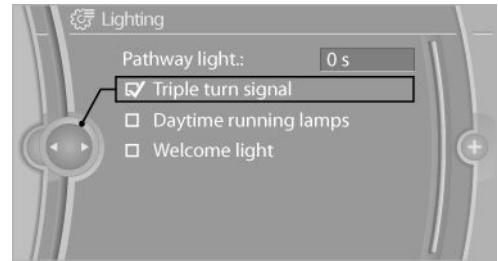 Lighting
Pathway light.: 0 s
Triple turn signal
Daytime running lamps
Welcome light